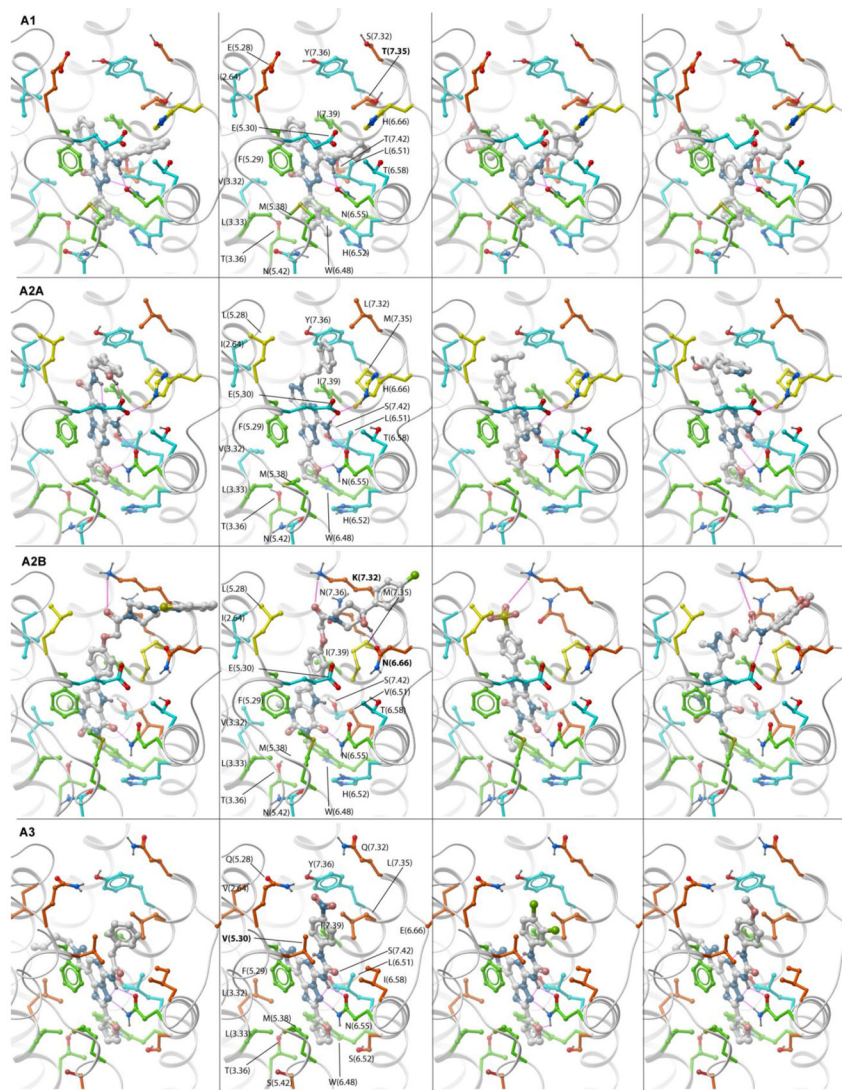 A1
S(7.32)
E(5.28)
Y(7.36)
T(7.35)
(2.64)
I(7.39)
H(6.66)
E(5.30)
T(7.42)
L(6.51)
F(5.29)
T(6.58)
V(3.32)
M(5.38)
N(6.55)
L(3.33)
H(6.52)
T(3.36)
N(5.42)
W(6.48)
A2A
L(7.32)
L(5.28)
Y(7.36)
M(7.35)
I(2.64)
I(7.39)
H(6.66)
E(5.30)
S(7.42)
L(6.51)
F(5.29)
T(6.58)
V(3.32)
M(5.38)
N(6.55)
L(3.33)
T(3.36)
H(6.52)
N(5.42)
W(6.48)
A2B
K(7.32)
L(5.28)
N(7.36)
M(7.35)
I(2.64)
I(7.39)
N(6.66)
E(5.30)
S(7.42)
V(6.51)
F(5.29)
T(6.58)
V(3.32)
M(5.38)
N(6.55)
L(3.33)
T(3.36)
H(6.52)
N(5.42)
W(6.48)
A3
Q(7.32)
Q(5.28)
Y(7.36)
L(7.35)
V(2.64)
I(7.39)
E(6.66)
V(5.30)
S(7.42)
L(6.51)
F(5.29)
I(6.58)
L(3.32)
M(5.38)
N(6.55)
L(3.33)
S(6.52)
T(3.36)
S(5.42)
W(6.48)